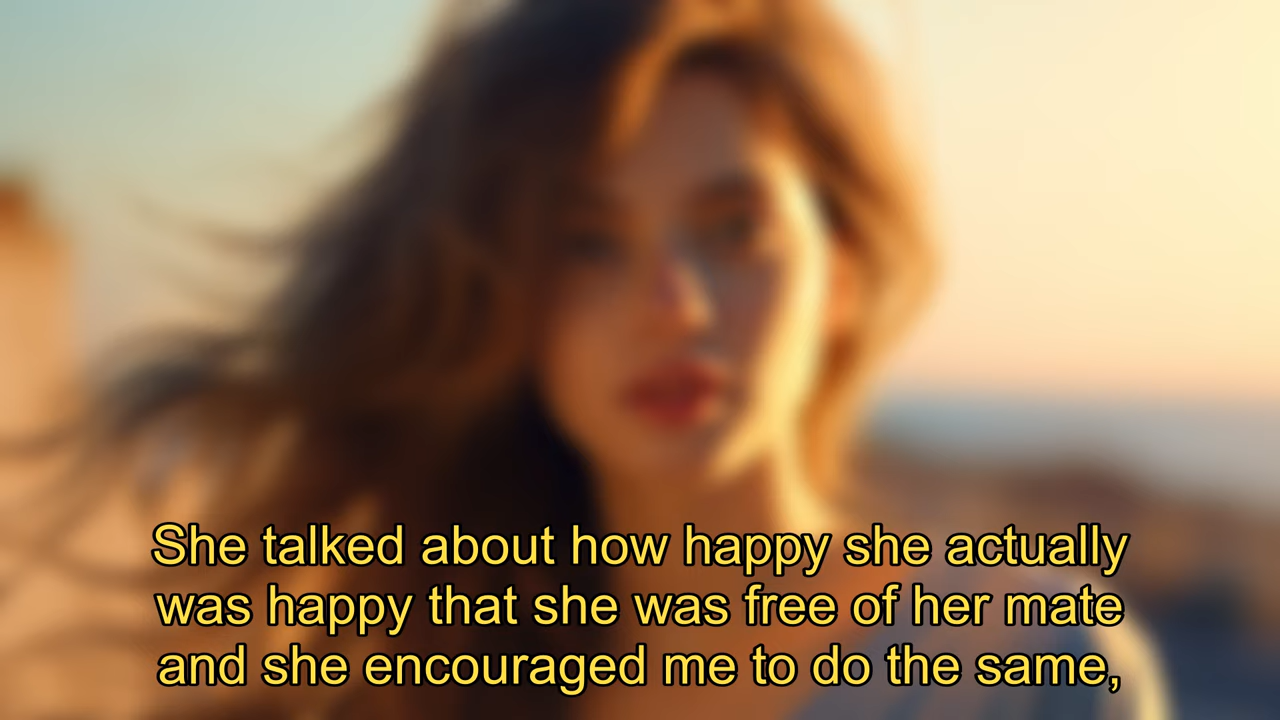 She talked about how happy she actually
was happy that she was free of her mate
and she encouraged me to do the same,